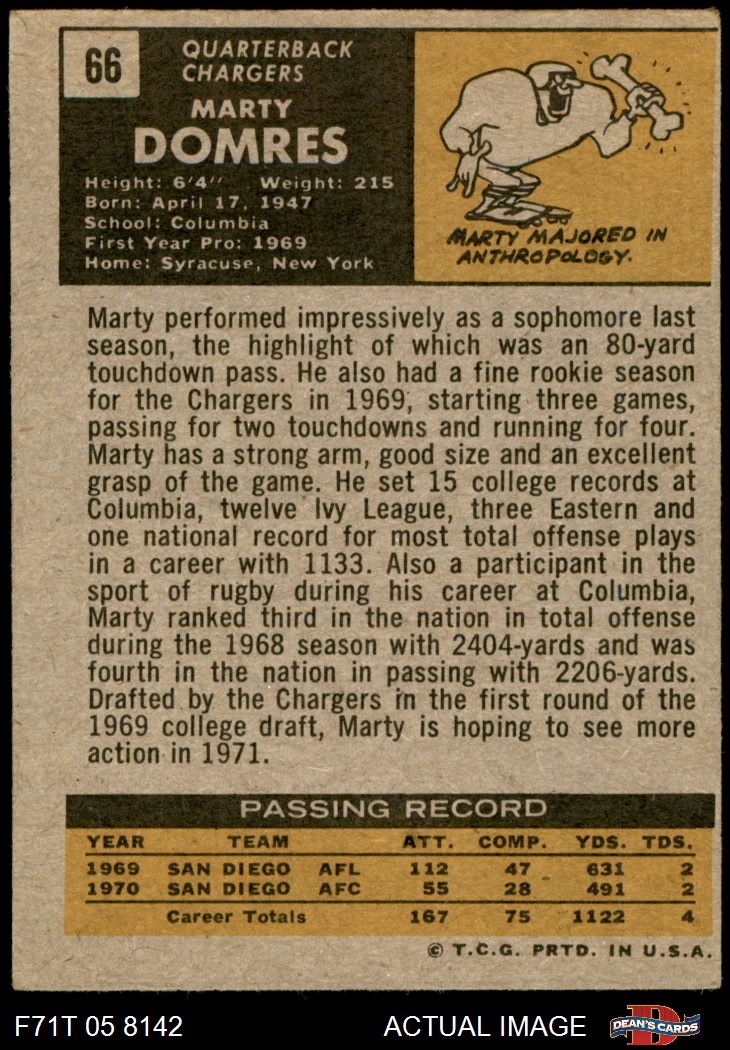 66
QUARTERBACK
CHARGERS
MARTY
DOMRES
Height: 6'4" Weight: 215
Born: April 17, 1947
School: Columbia
First Year Pro: 1969
Home: Syracuse, New York
MARTY MAJORED IN
ANTHROPOLOGY.
Marty performed impressively as a sophomore last
season, the highlight of which was an 80-yard
touchdown pass. He also had a fine rookie season
for the Chargers in 1969, starting three games,
passing for two touchdowns and running for four.
Marty has a strong arm, good size and an excellent
grasp of the game. He set 15 college records at
Columbia, twelve Ivy League, three Eastern and
one national record for most total offense plays
in a career with 1133. Also a participant in the
sport of rugby during his career at Columbia,
Marty ranked third in the nation in total offense
during the 1968 season with 2404-yards and was
fourth in the nation in passing with 2206-yards.
Drafted by the Chargers in the first round of the
1969 college draft, Marty is hoping to see more
action in 1971.
PASSING RECORD
YEAR TEAM ATT. COMP. YDS. TDS.
1969 SAN DIEGO AFL 112 47 631 2
1970 SAN DIEGO AFC 55 28 491 2
Career Totals 167 75 1122 4
© T.C.G. PRTD. IN U.S.A.
F71T 05 8142 ACTUAL IMAGE
D
DEAN'S CARDS